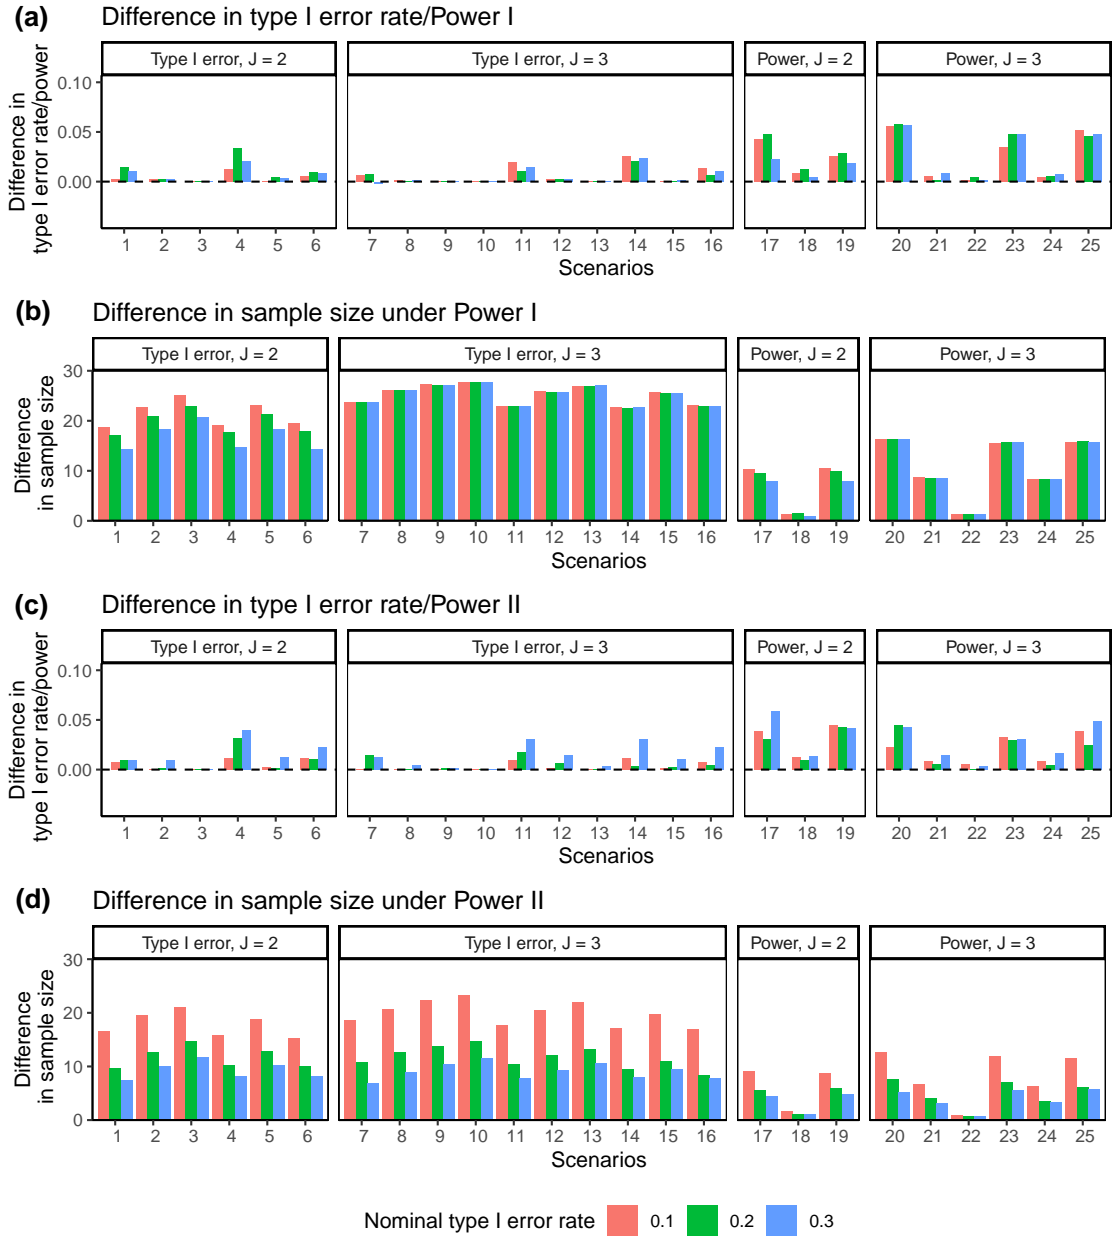 (a) Difference in type I error rate/Power I
Type I error, J = 2 Type I error, J = 3 Power, J = 2 Power, J = 3
Difference in
type I error rate/power
0.10
0.05
0.00
1 2 3 4 5 6 7 8 9 10 11 12 13 14 15 16 17 18 19 20 21 22 23 24 25
Scenarios
(b) Difference in sample size under Power I
Type I error, J = 2 Type I error, J = 3 Power, J = 2 Power, J = 3
Difference
in sample size
30
20
10
0
1 2 3 4 5 6 7 8 9 10 11 12 13 14 15 16 17 18 19 20 21 22 23 24 25
Scenarios
(c) Difference in type I error rate/Power II
Type I error, J = 2 Type I error, J = 3 Power, J = 2 Power, J = 3
Difference in
type I error rate/power
0.10
0.05
0.00
1 2 3 4 5 6 7 8 9 10 11 12 13 14 15 16 17 18 19 20 21 22 23 24 25
Scenarios
(d) Difference in sample size under Power II
Type I error, J = 2 Type I error, J = 3 Power, J = 2 Power, J = 3
Difference
in sample size
30
20
10
0
1 2 3 4 5 6 7 8 9 10 11 12 13 14 15 16 17 18 19 20 21 22 23 24 25
Scenarios
Nominal type I error rate 0.1 0.2 0.3